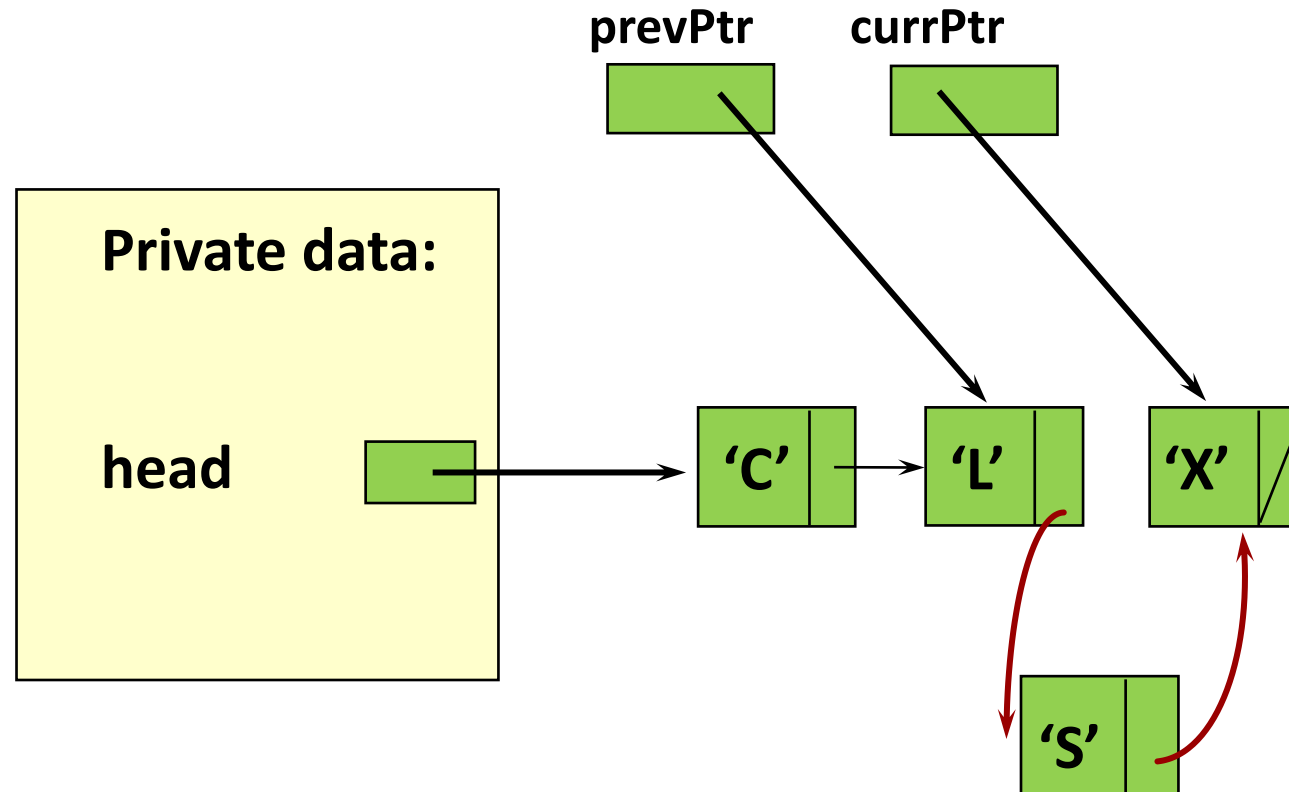 prevPtr currPtr
Private data:
head
‘C’ ‘L’ ‘X’
‘S’